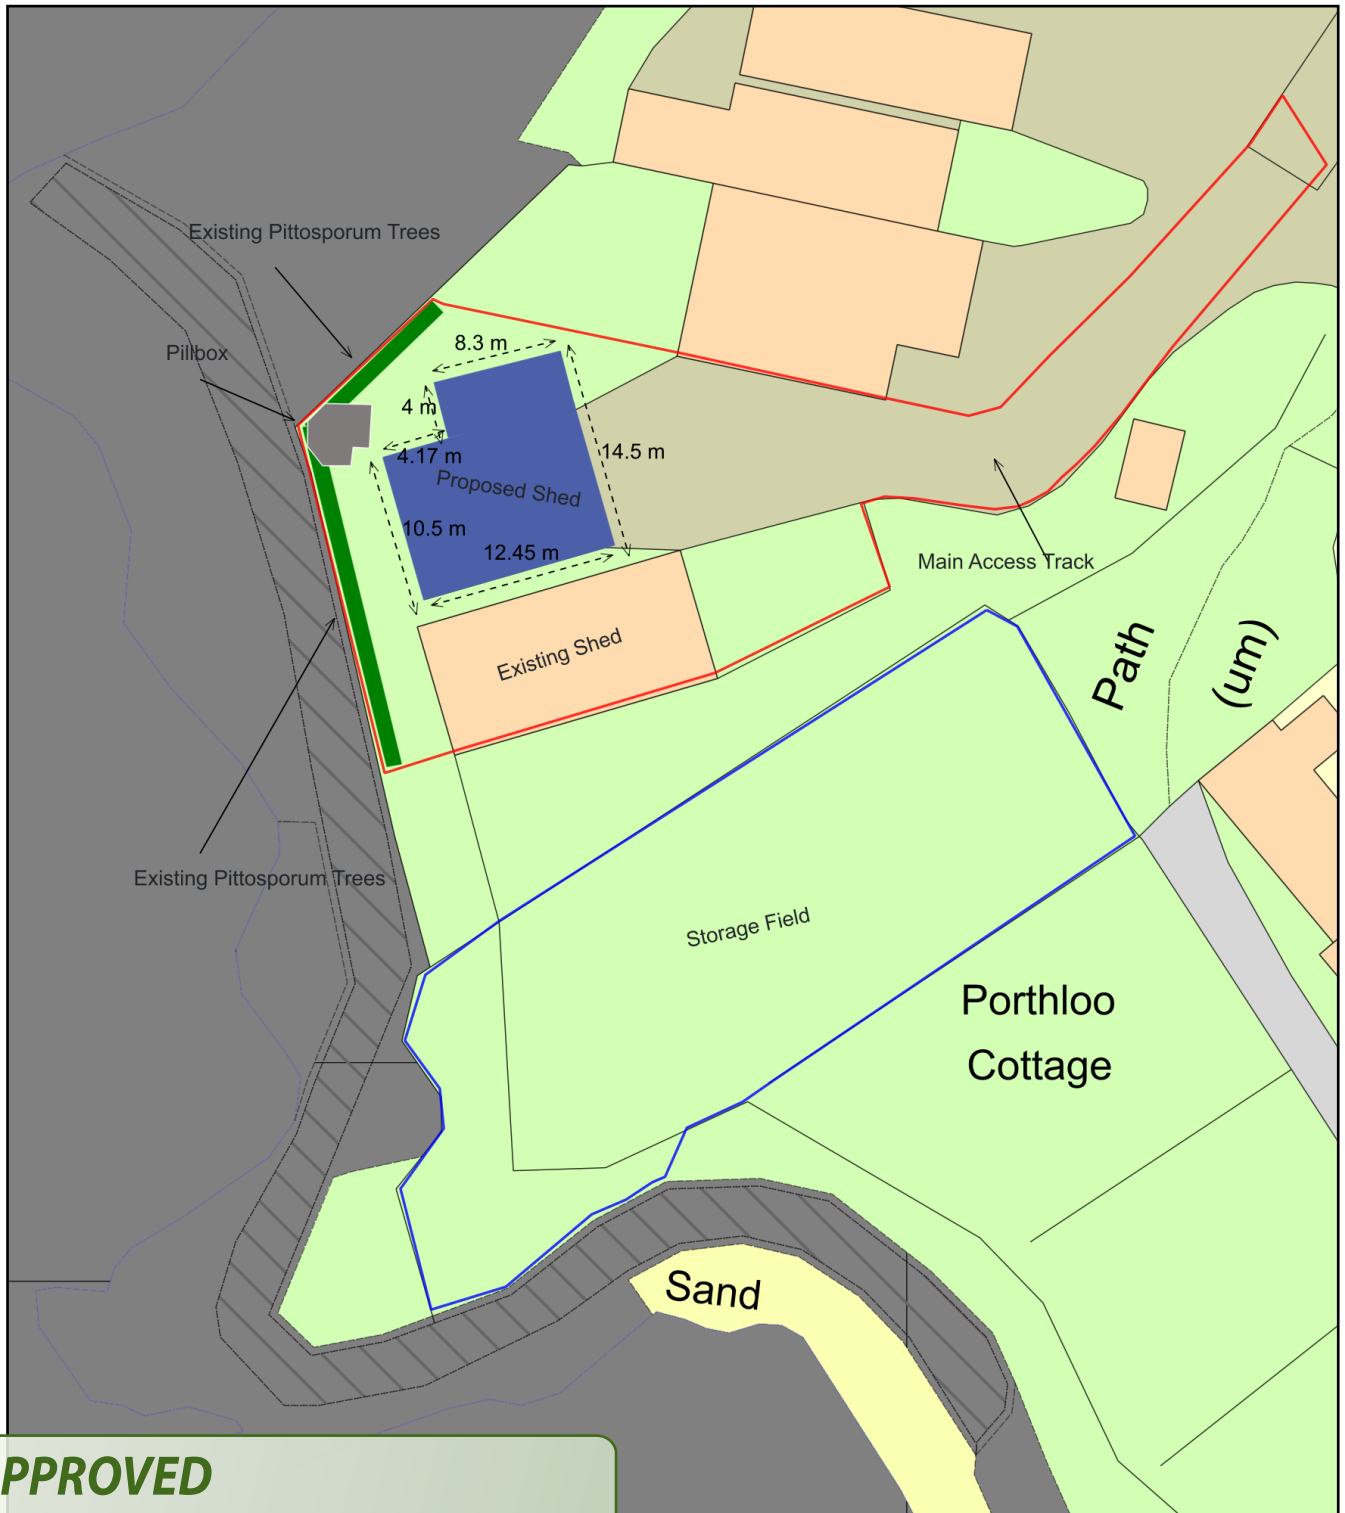 Existing Pittosporum Trees
Pillbox
8.3 m
4 m
4.17 m
14.5 m
Proposed Shed
10.5 m
12.45 m
Main Access Track
Existing Shed
Path
(um)
Existing Pittosporum Trees
Storage Field
Porthloo
Cottage
Sand
PPROVED